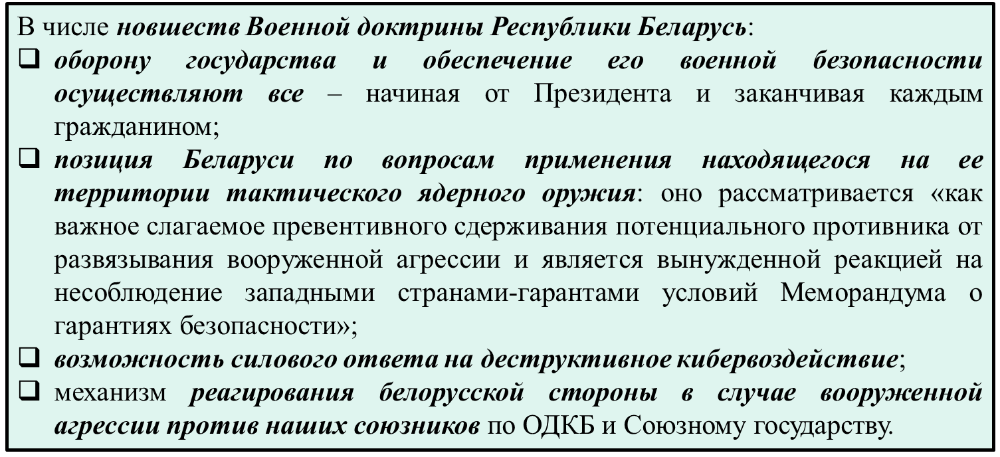 В числе новшеств Военной доктрины Республики Беларусь:
❑ оборону государства и обеспечение его военной безопасности
осуществляют все – начиная от Президента и заканчивая каждым
гражданином;
❑ позиция Беларуси по вопросам применения находящегося на ее
территории тактического ядерного оружия: оно рассматривается «как
важное слагаемое превентивного сдерживания потенциального противника от
развязывания вооруженной агрессии и является вынужденной реакцией на
несоблюдение западными странами-гарантами условий Меморандума о
гарантиях безопасности»;
❑ возможность силового ответа на деструктивное кибервоздействие;
❑ механизм реагирования белорусской стороны в случае вооруженной
агрессии против наших союзников по ОДКБ и Союзному государству.